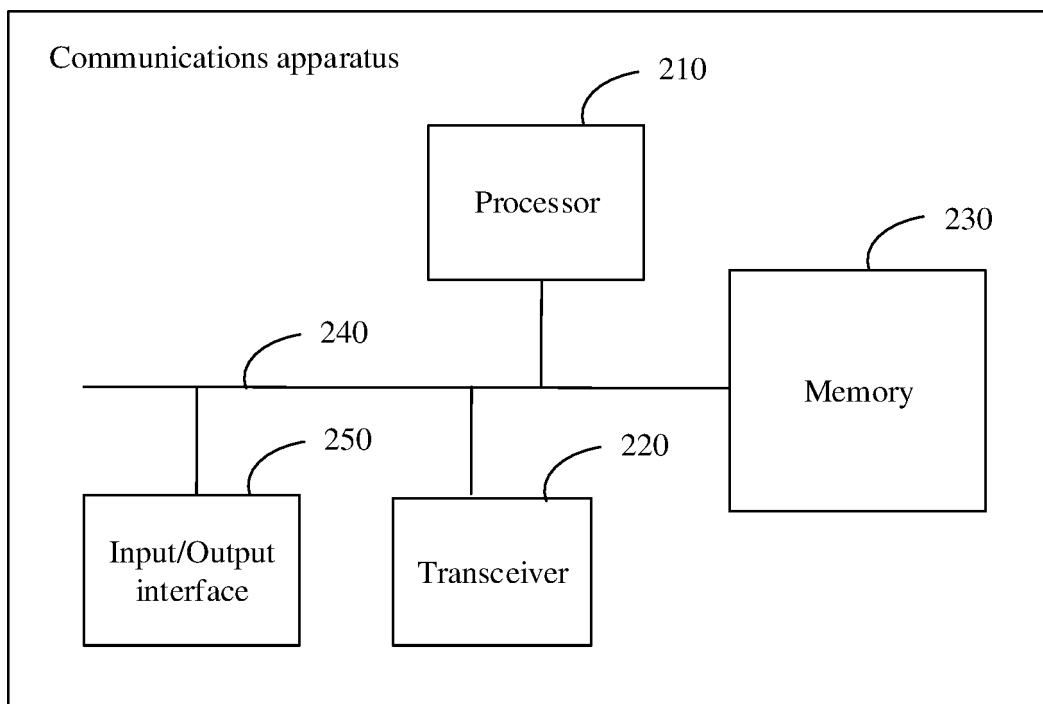 Communications apparatus
210
Processor
230
Memory
240
250
220
Input/Output
interface
Transceiver